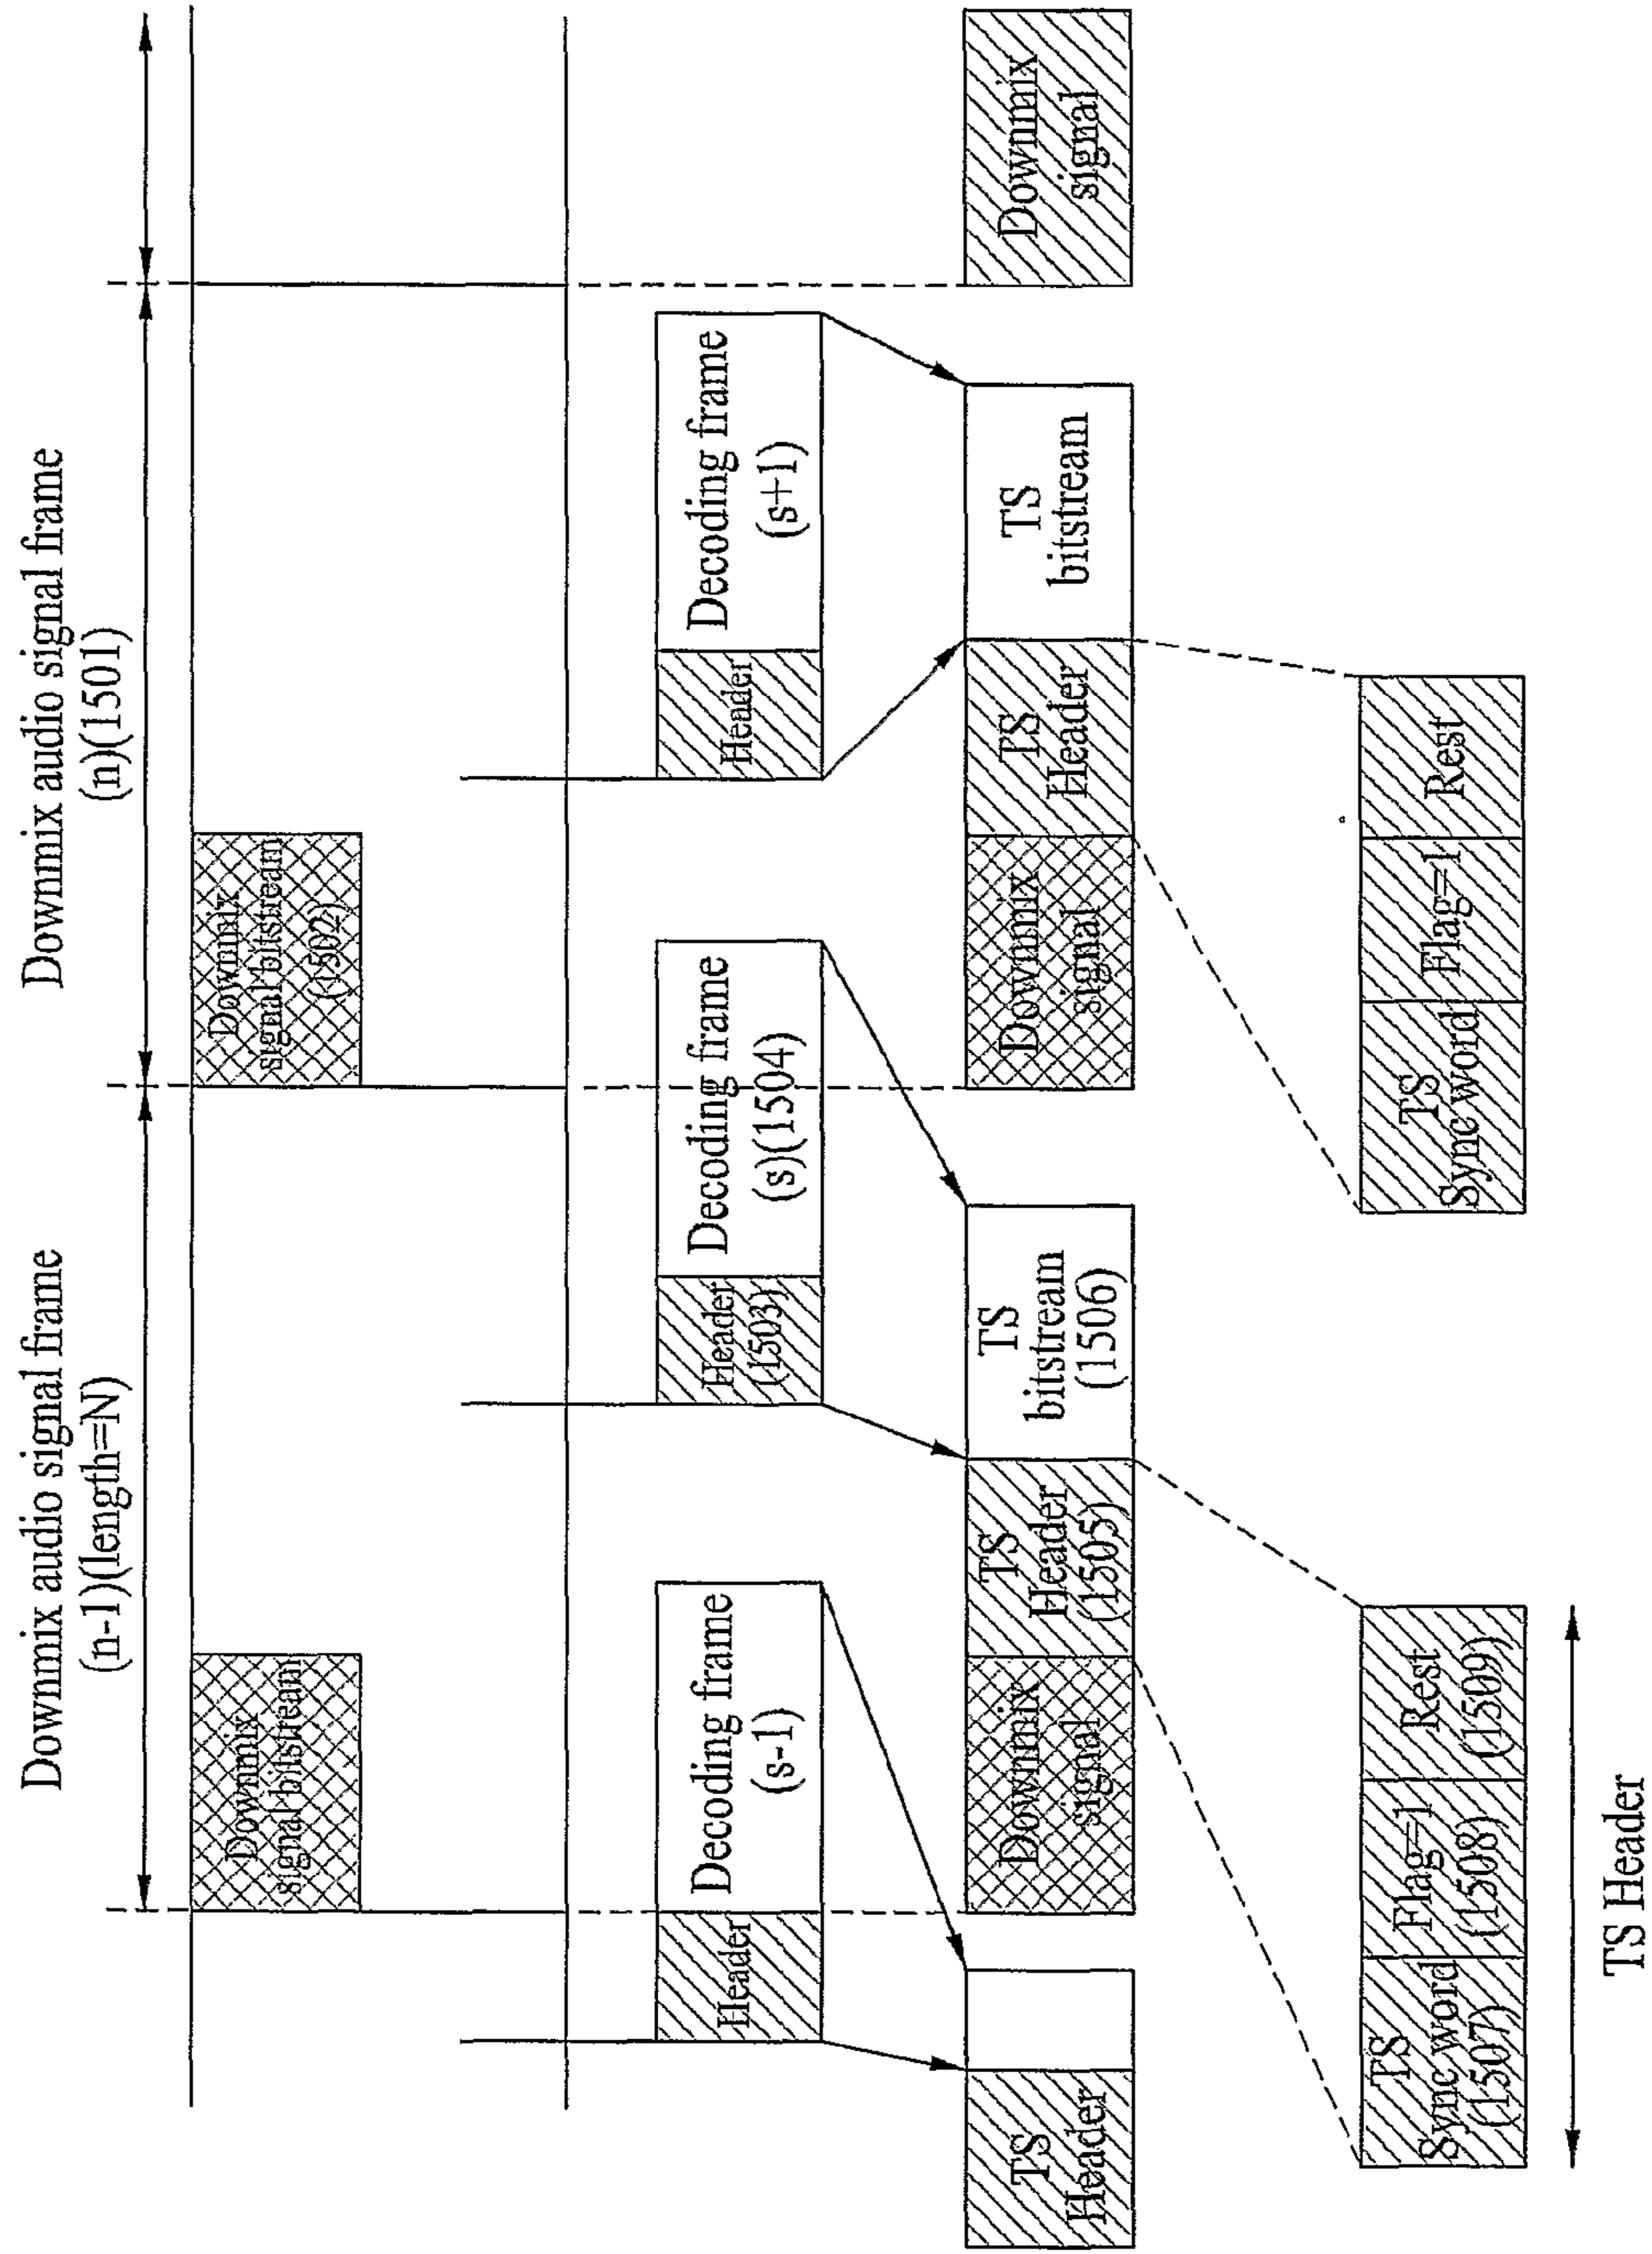 Downmix audio signal frame
(n-1)(length=N)
Downmix audio signal frame
(n)(1501)
Downmix
signal bitstream
Downmix
signal bitstream
(1502)
Header
Decoding frame
(s-1)
Header
(1503)
Decoding frame
(s)(1504)
Header
Decoding frame
(s+1)
TS
Header
Downmix
signal
TS
Header
(1505)
TS
bitstream
(1506)
Downmix
signal
TS
Header
TS
bitstream
Downmix
signal
TS
Sync word
(1507)
Flag=1
(1508)
Rest
(1509)
TS
Sync word
Flag=1
Rest
TS Header